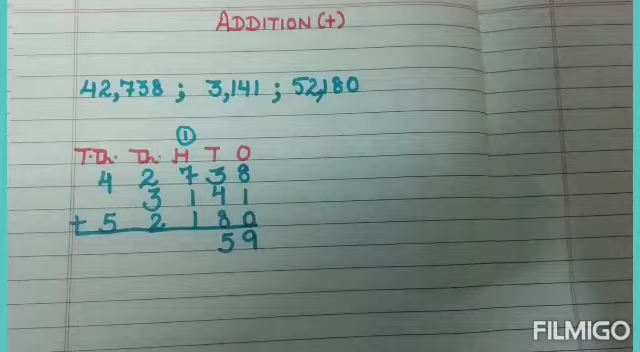 ADDITION (+)
42,738 ; 3,141 ; 52,180
①
T.Th. Th. H T O
4 2 7 3 8
3 1 4 1
+ 5 2 1 8 0
5 9
FILMIGO